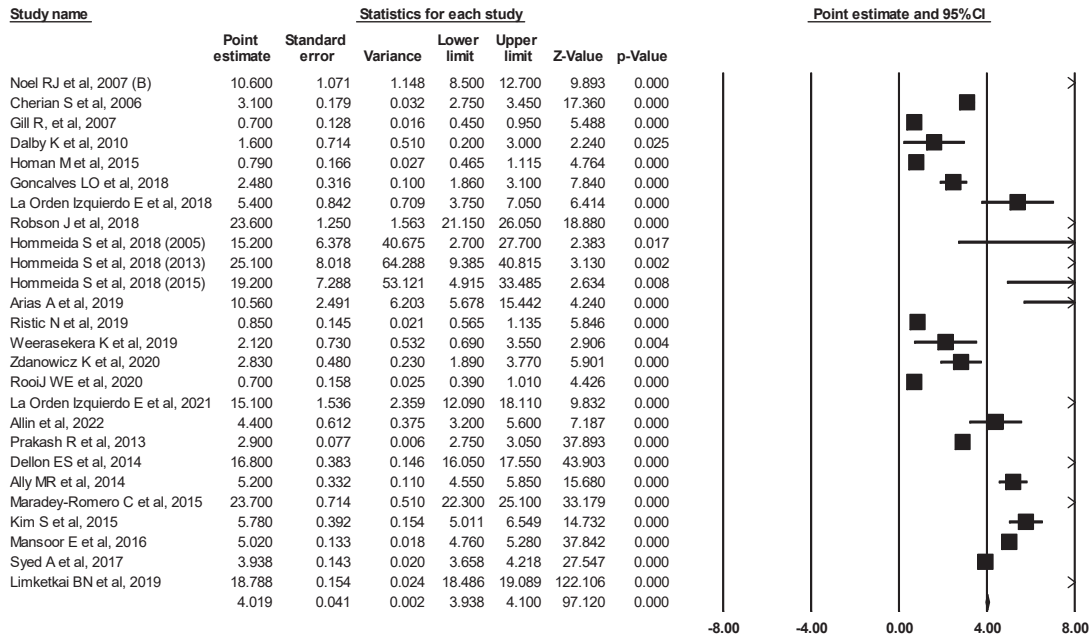 Study name Statistics for each study Point estimate and 95%CI
Point Standard Lower Upper
estimate error Variance limit limit Z-Value p-Value
Noel RJ et al, 2007 (B) 10.600 1.071 1.148 8.500 12.700 9.893 0.000
Cherian S et al, 2006 3.100 0.179 0.032 2.750 3.450 17.360 0.000
Gill R, et al, 2007 0.700 0.128 0.016 0.450 0.950 5.488 0.000
Dalby K et al, 2010 1.600 0.714 0.510 0.200 3.000 2.240 0.025
Homan M et al, 2015 0.790 0.166 0.027 0.465 1.115 4.764 0.000
Goncalves LO et al, 2018 2.480 0.316 0.100 1.860 3.100 7.840 0.000
La Orden Izquierdo E et al, 2018 5.400 0.842 0.709 3.750 7.050 6.414 0.000
Robson J et al, 2018 23.600 1.250 1.563 21.150 26.050 18.880 0.000
Hommeida S et al, 2018 (2005) 15.200 6.378 40.675 2.700 27.700 2.383 0.017
Hommeida S et al, 2018 (2013) 25.100 8.018 64.288 9.385 40.815 3.130 0.002
Hommeida S et al, 2018 (2015) 19.200 7.288 53.121 4.915 33.485 2.634 0.008
Arias A et al, 2019 10.560 2.491 6.203 5.678 15.442 4.240 0.000
Ristic N et al, 2019 0.850 0.145 0.021 0.565 1.135 5.846 0.000
Weerasekera K et al, 2019 2.120 0.730 0.532 0.690 3.550 2.906 0.004
Zdanowicz K et al, 2020 2.830 0.480 0.230 1.890 3.770 5.901 0.000
RooiJ WE et al, 2020 0.700 0.158 0.025 0.390 1.010 4.426 0.000
La Orden Izquierdo E et al, 2021 15.100 1.536 2.359 12.090 18.110 9.832 0.000
Allin et al, 2022 4.400 0.612 0.375 3.200 5.600 7.187 0.000
Prakash R et al, 2013 2.900 0.077 0.006 2.750 3.050 37.893 0.000
Dellon ES et al, 2014 16.800 0.383 0.146 16.050 17.550 43.903 0.000
Ally MR et al, 2014 5.200 0.332 0.110 4.550 5.850 15.680 0.000
Maradey-Romero C et al, 2015 23.700 0.714 0.510 22.300 25.100 33.179 0.000
Kim S et al, 2015 5.780 0.392 0.154 5.011 6.549 14.732 0.000
Mansoor E et al, 2016 5.020 0.133 0.018 4.760 5.280 37.842 0.000
Syed A et al, 2017 3.938 0.143 0.020 3.658 4.218 27.547 0.000
Limketkai BN et al, 2019 18.788 0.154 0.024 18.486 19.089 122.106 0.000
4.019 0.041 0.002 3.938 4.100 97.120 0.000
-8.00 -4.00 0.00 4.00 8.00